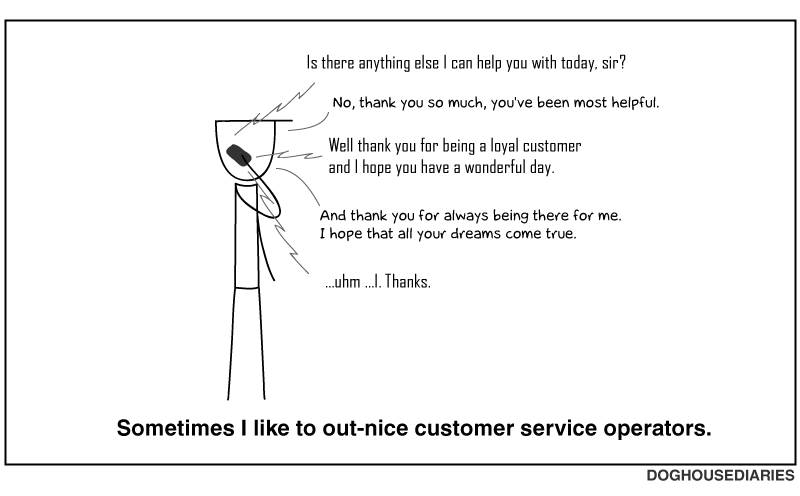 Is there anything else I can help you with today, sir?
No, thank you so much, you've been most helpful.
Well thank you for being a loyal customer
and I hope you have a wonderful day.
And thank you for always being there for me.
I hope that all your dreams come true.
...uhm ...I. Thanks.
Sometimes I like to out-nice customer service operators.
DOGHOUSEDIARIES